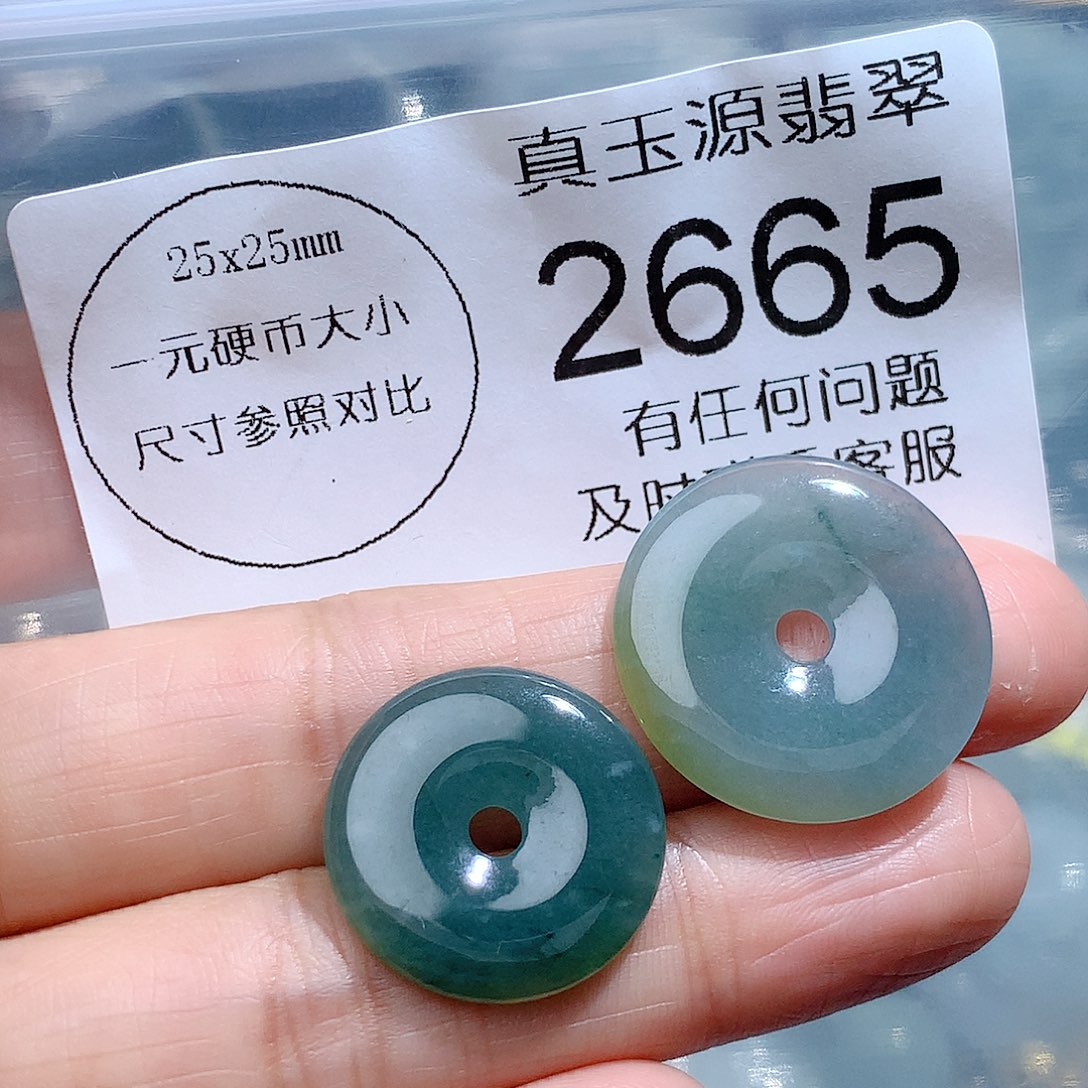 25x25mm
一元硬币大小
尺寸参照对比
真玉源翡翠
2665
有任何问题
及时客服